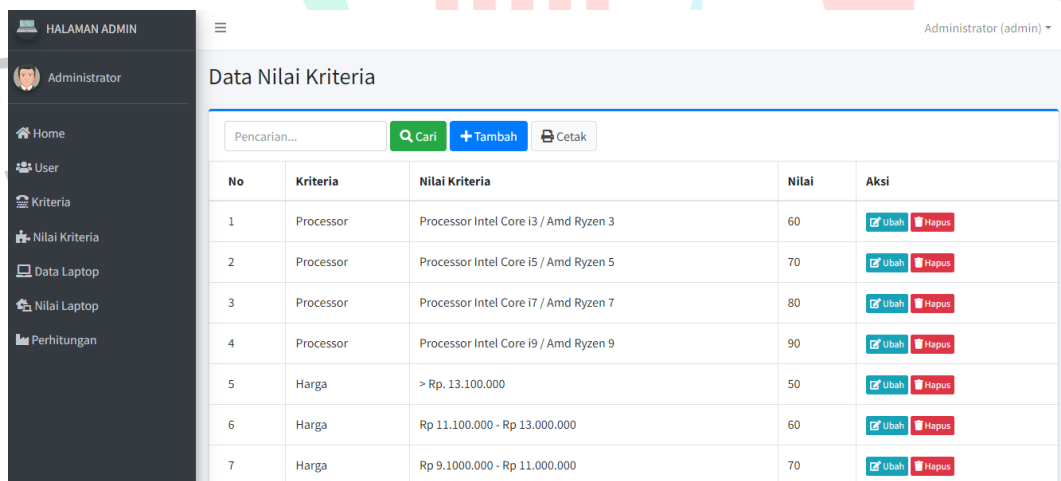 HALAMAN ADMIN
Administrator (admin)
Administrator
Data Nilai Kriteria
Home
User
Kriteria
Nilai Kriteria
Data Laptop
Nilai Laptop
Perhitungan
Pencarian... Cari Tambah Cetak
No Kriteria Nilai Kriteria Nilai Aksi
1 Processor Processor Intel Core i3 / Amd Ryzen 3 60 Ubah Hapus
2 Processor Processor Intel Core i5 / Amd Ryzen 5 70 Ubah Hapus
3 Processor Processor Intel Core i7 / Amd Ryzen 7 80 Ubah Hapus
4 Processor Processor Intel Core i9 / Amd Ryzen 9 90 Ubah Hapus
5 Harga > Rp. 13.100.000 50 Ubah Hapus
6 Harga Rp 11.100.000 - Rp 13.000.000 60 Ubah Hapus
7 Harga Rp 9.1000.000 - Rp 11.000.000 70 Ubah Hapus